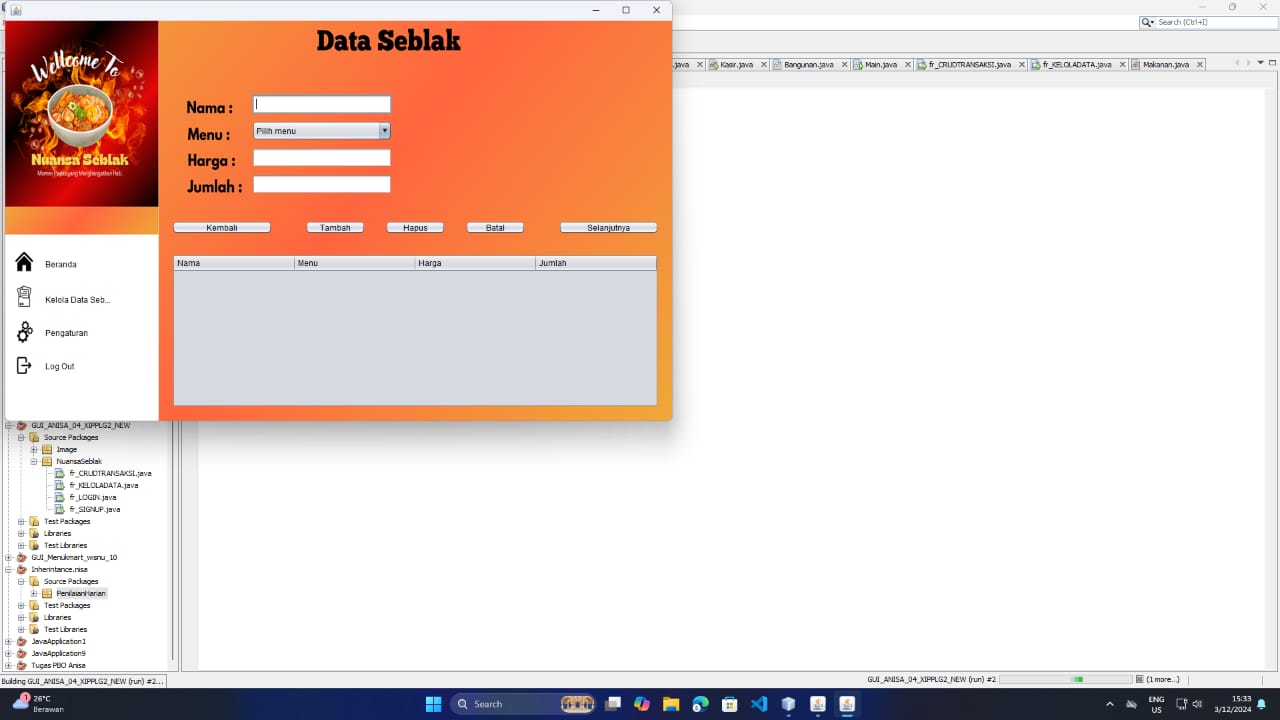 Data Seblak
Wellcome To
Nuansa Seblak
Nama :
Menu :
Pilih menu
Harga :
Jumlah :
Kembali
Tambah
Hapus
Batal
Selanjutnya
Nama
Menu
Harga
Jumlah
Beranda
Kelola Data Seb...
Pengaturan
Log Out
Search (Ctrl+I)
.java
Kasir.java
Bangunan.java
Main.java
fr_CRUDTRANSAKSI.java
fr_KELOLADATA.java
Makanan.java
GUI_ANISA_04_XIPPLG2_NEW
Source Packages
Image
NuansaSeblak
fr_CRUDTRANSAKSI.java
fr_KELOLADATA.java
fr_LOGIN.java
fr_SIGNUP.java
Test Packages
Libraries
Test Libraries
GUI_Menukmart_wisnu_10
Inherintance.nisa
Source Packages
PenilaianHarian
Test Packages
Libraries
Test Libraries
JavaApplication1
JavaApplication9
Tugas PBO Anisa
Building GUI_ANISA_04_XIPPLG2_NEW (run) #2...
GUI_ANISA_04_XIPPLG2_NEW (run) #2
(1 more...)
1
26°C
Berawan
Search
ENG
US
15:33
3/12/2024